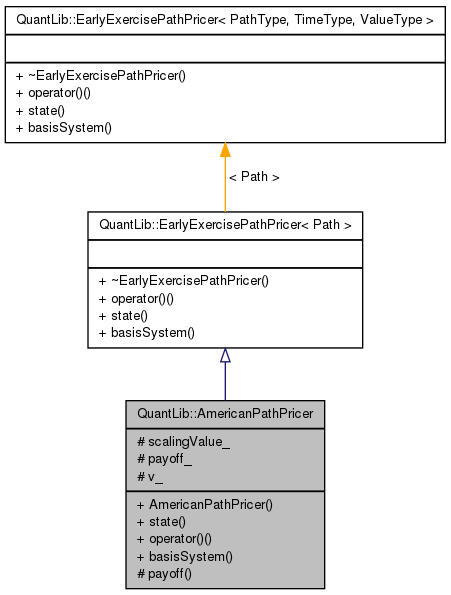 QuantLib::EarlyExercisePathPricer< PathType, TimeType, ValueType >
+ ~EarlyExercisePathPricer()
+ operator()()
+ state()
+ basisSystem()
< Path >
QuantLib::EarlyExercisePathPricer< Path >
+ ~EarlyExercisePathPricer()
+ operator()()
+ state()
+ basisSystem()
QuantLib::AmericanPathPricer
# scalingValue_
# payoff_
# v_
+ AmericanPathPricer()
+ state()
+ operator()()
+ basisSystem()
# payoff()